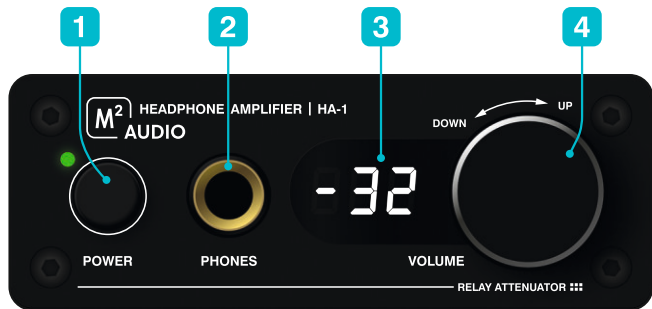 1
2
3
4
M² HEADPHONE AMPLIFIER | HA-1
AUDIO
UP
DOWN
-32
POWER
PHONES
VOLUME
RELAY ATTENUATOR